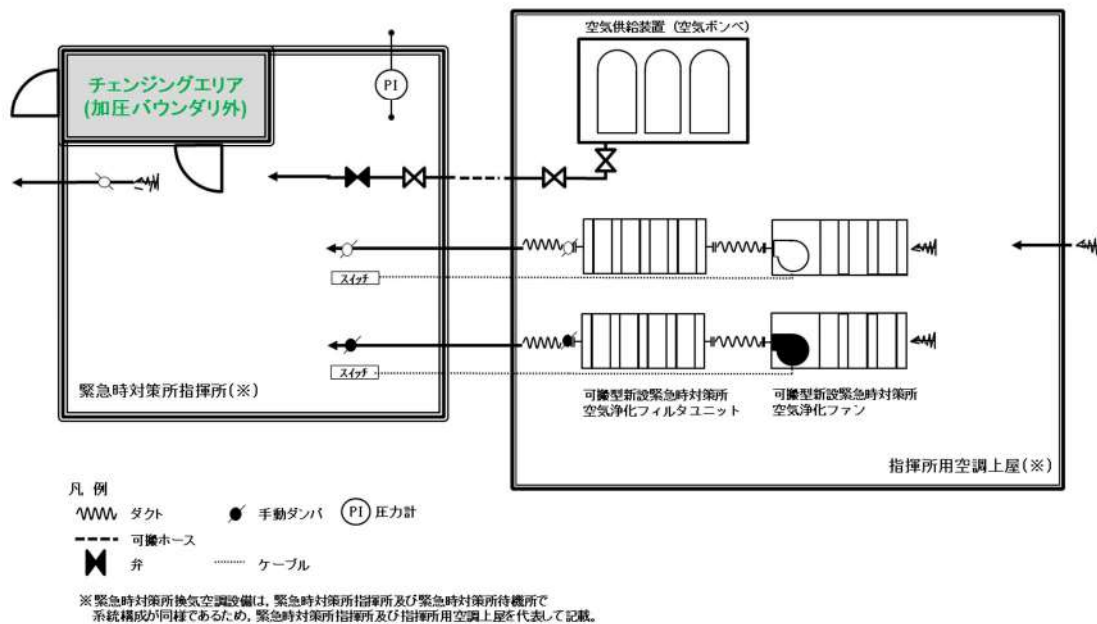 空気供給装置 (空気ボンベ)
チェンジングエリア
(加圧バウンダリ外)
PI
スイッチ
スイッチ
緊急時対策所指揮所(※)
可搬型新設緊急時対策所
空気浄化フィルタユニット
可搬型新設緊急時対策所
空気浄化ファン
指揮所用空調上屋(※)
凡 例
ダクト
手動ダンパ
PI
圧力計
可搬ホース
弁
ケーブル
※緊急時対策所換気空調設備は，緊急時対策所指揮所及び緊急時対策所待機所で
系統構成が同様であるため，緊急時対策所指揮所及び指揮所用空調上屋を代表して記載。